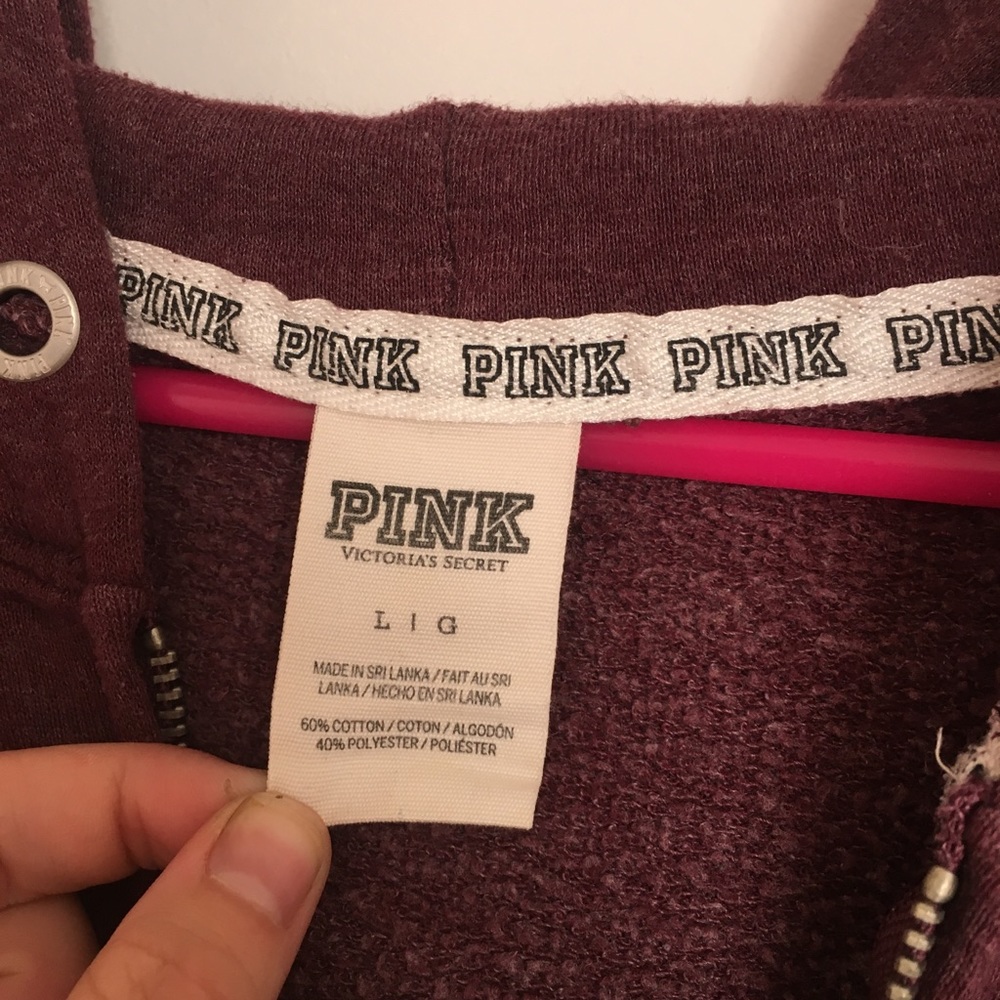 PINK PINK PINK PINK PIN
PINK
VICTORIA'S SECRET
L | G
MADE IN SRI LANKA / FAIT AU SRI
LANKA / HECHO EN SRI LANKA
60% COTTON / COTON / ALGODÓN
40% POLYESTER / POLIÉSTER